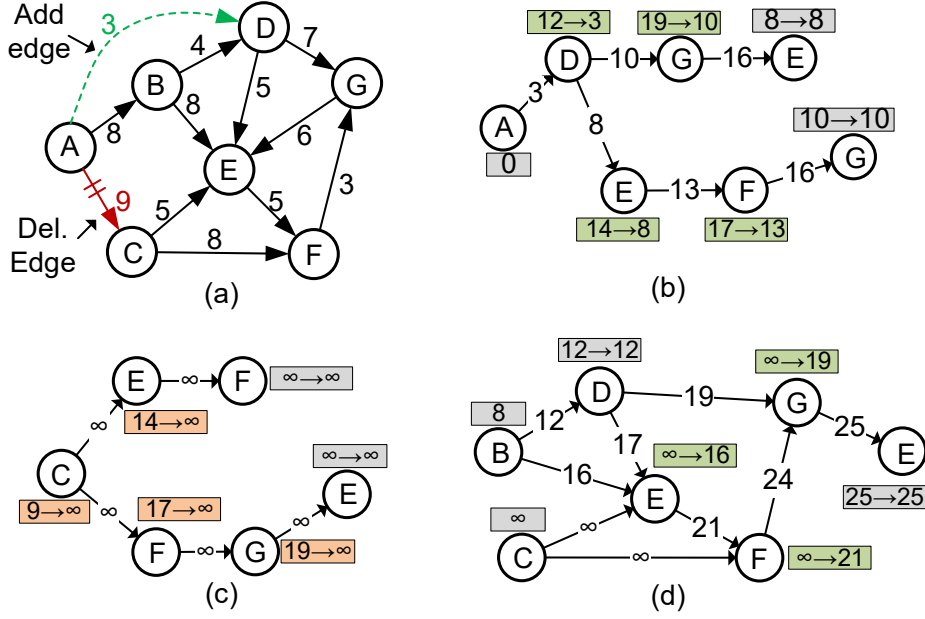 Add
edge
3
D
4
7
B
G
8
8
5
6
A
E
9
5
5
3
Del.
Edge
C
8
F
(a)
12→3
19→10
8→8
D
10
G
16
E
3
A
0
8
10→10
G
E
13
F
16
14→8
17→13
(b)
E
∞
F
∞→∞
∞
14→∞
∞→∞
C
E
9→∞
∞
17→∞
∞
F
∞
G
19→∞
(c)
12→12
∞→19
D
19
G
8
12
25
B
17
E
16
∞→16
25→25
E
24
∞
∞
21
C
∞
F
∞→21
(d)